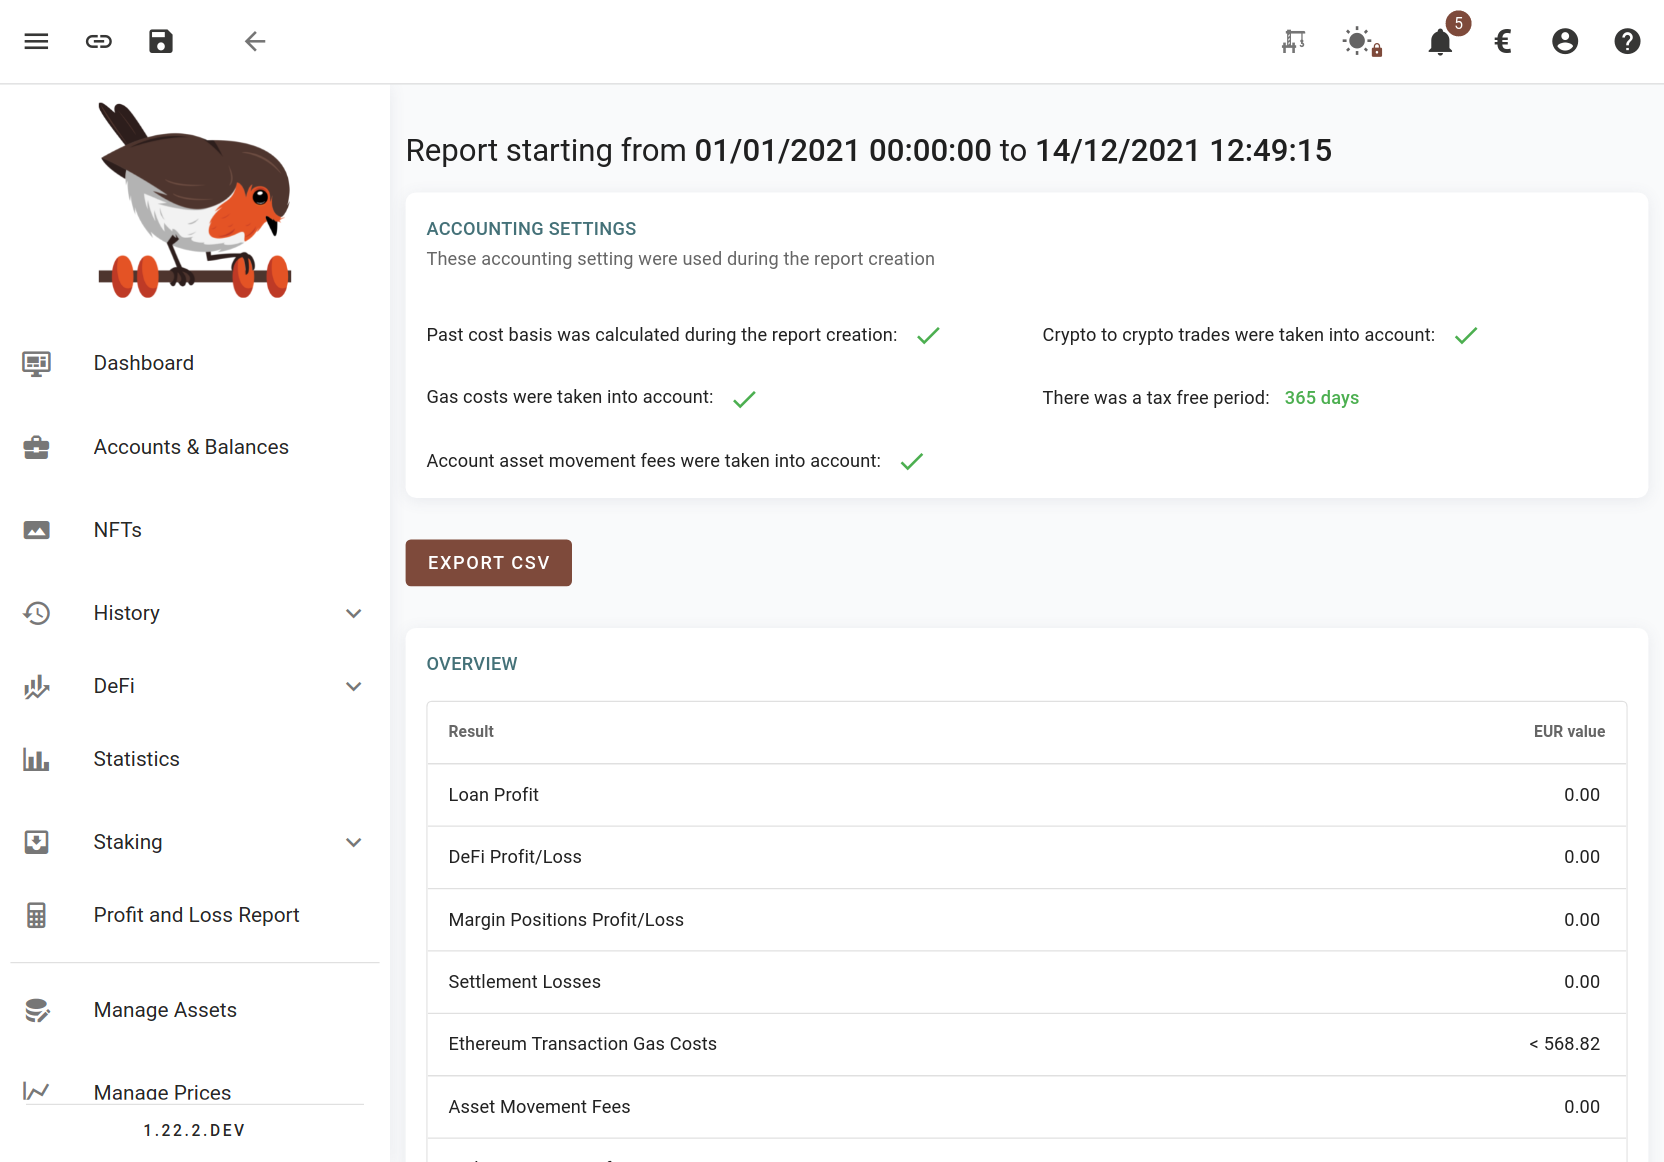 5
Report starting from 01/01/2021 00:00:00 to 14/12/2021 12:49:15
ACCOUNTING SETTINGS
These accounting setting were used during the report creation
Past cost basis was calculated during the report creation:
Crypto to crypto trades were taken into account:
Gas costs were taken into account:
There was a tax free period: 365 days
Account asset movement fees were taken into account:
EXPORT CSV
OVERVIEW
Result EUR value
Loan Profit 0.00
DeFi Profit/Loss 0.00
Margin Positions Profit/Loss 0.00
Settlement Losses 0.00
Ethereum Transaction Gas Costs < 568.82
Asset Movement Fees 0.00
Dashboard
Accounts & Balances
NFTs
History
DeFi
Statistics
Staking
Profit and Loss Report
Manage Assets
Manage Prices
1.22.2.DEV